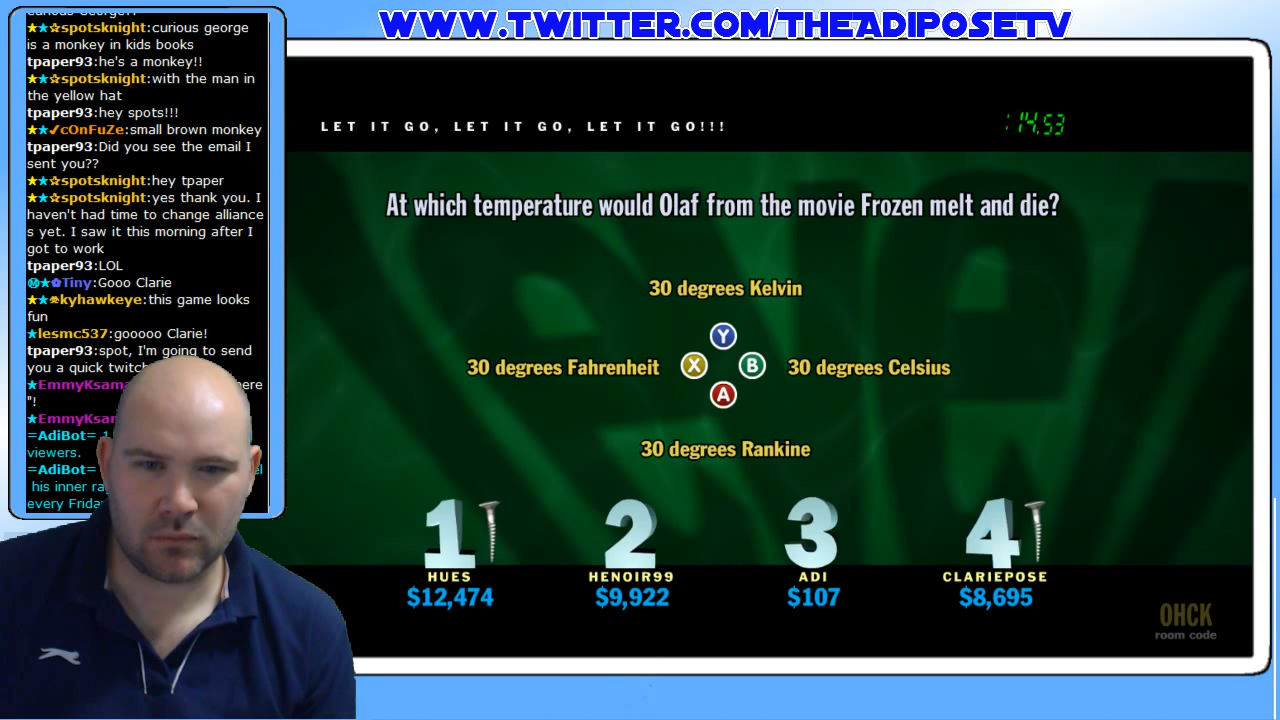 WWW.TWITTER.COM/THEADIPOSETV
★★☆spotsknight:curious george
is a monkey in kids books
tpaper93:he's a monkey!!
★★☆spotsknight:with the man in
the yellow hat
tpaper93:hey spots!!!
★★✔cOnFuZe:small brown monkey
tpaper93:Did you see the email I
sent you??
★★☆spotsknight:hey tpaper
★★☆spotsknight:yes thank you. I
haven't had time to change alliance
s yet. I saw it this morning after I
got to work
tpaper93:LOL
Tiny:Gooo Clarie
kyhawkeye:this game looks
fun
★lesmc537:gooooo Clarie!
tpaper93:spot, I'm going to send
you a quick twitch
★EmmyKsama
"!
★EmmyKsam
=AdiBot=
viewers.
=AdiBot=
his inner
every Friday
LET IT GO, LET IT GO, LET IT GO!!!
:14.53
At which temperature would Olaf from the movie Frozen melt and die?
30 degrees Kelvin
Y
30 degrees Fahrenheit X B 30 degrees Celsius
A
30 degrees Rankine
1 2 3 4
HUES HENOIR99 ADI CLARIEPOSE
$12,474 $9,922 $107 $8,695
OHCK
room code